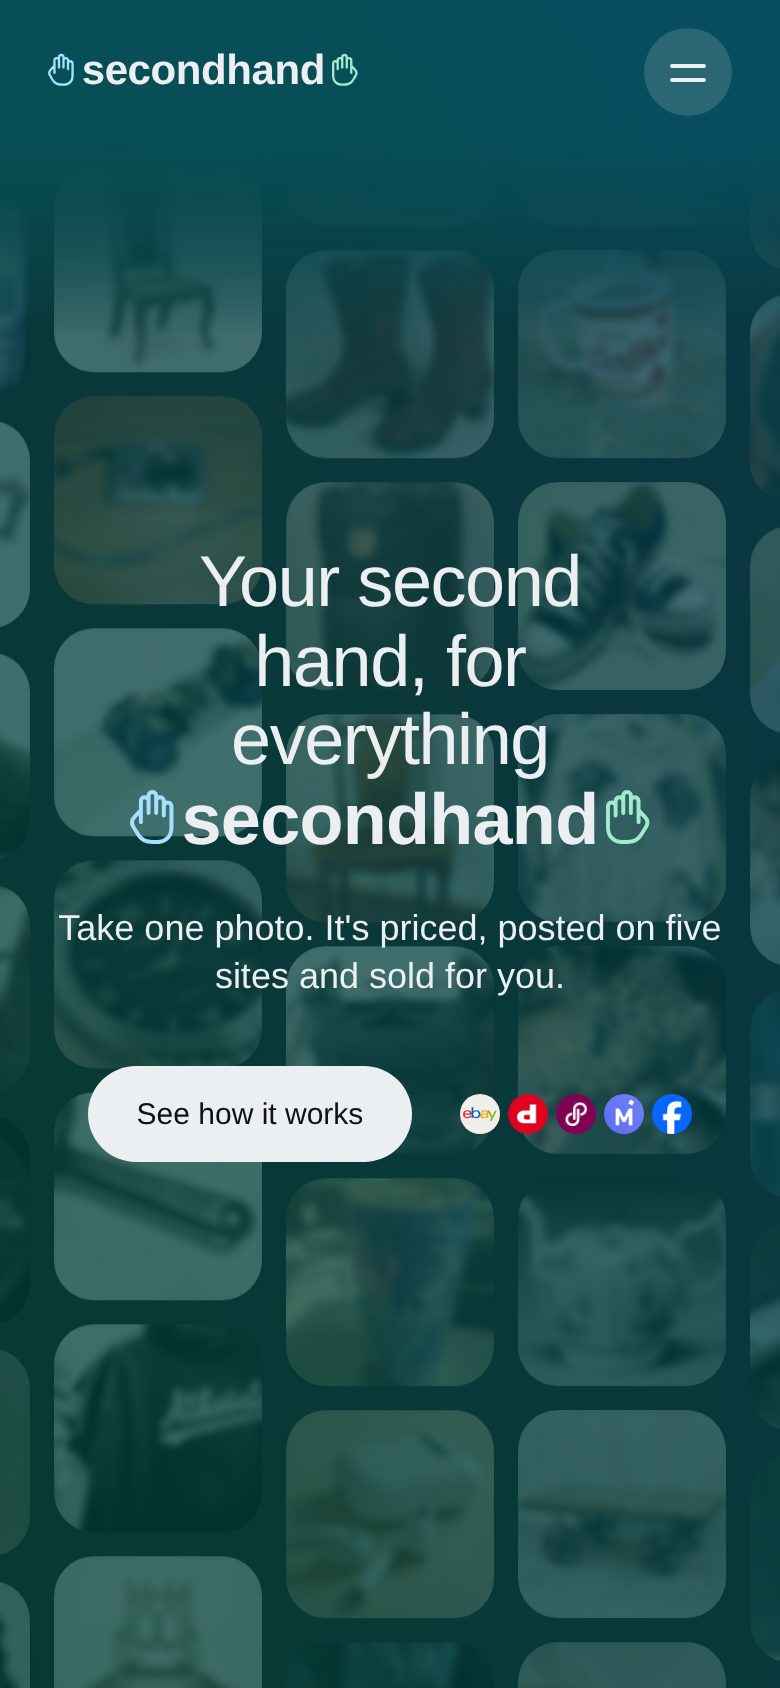 secondhand
Your second
hand, for
everything
secondhand
Take one photo. It's priced, posted on five
sites and sold for you.
See how it works
ebay